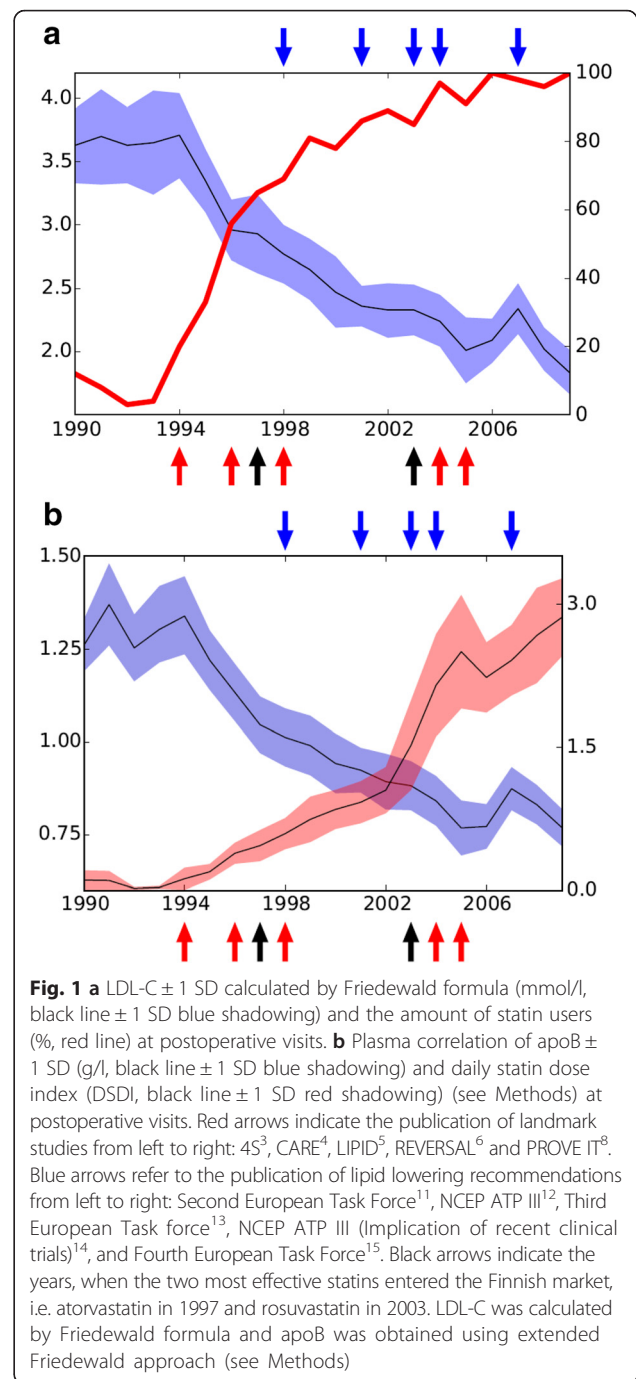 a
4.0
3.5
3.0
2.5
2.0
100
80
60
40
20
0
1990 1994 1998 2002 2006
b
1.50
1.25
1.00
0.75
3.0
1.5
0.0
1990 1994 1998 2002 2006
Fig. 1 a LDL-C ± 1 SD calculated by Friedewald formula (mmol/l,
black line ± 1 SD blue shadowing) and the amount of statin users
(%, red line) at postoperative visits. b Plasma correlation of apoB ±
1 SD (g/l, black line ± 1 SD blue shadowing) and daily statin dose
index (DSDI, black line ± 1 SD red shadowing) (see Methods) at
postoperative visits. Red arrows indicate the publication of landmark
studies from left to right: 4S³, CARE⁴, LIPID⁵, REVERSAL⁶ and PROVE IT⁸.
Blue arrows refer to the publication of lipid lowering recommendations
from left to right: Second European Task Force¹¹, NCEP ATP III¹², Third
European Task force¹³, NCEP ATP III (Implication of recent clinical
trials)¹⁴, and Fourth European Task Force¹⁵. Black arrows indicate the
years, when the two most effective statins entered the Finnish market,
i.e. atorvastatin in 1997 and rosuvastatin in 2003. LDL-C was calculated
by Friedewald formula and apoB was obtained using extended
Friedewald approach (see Methods)